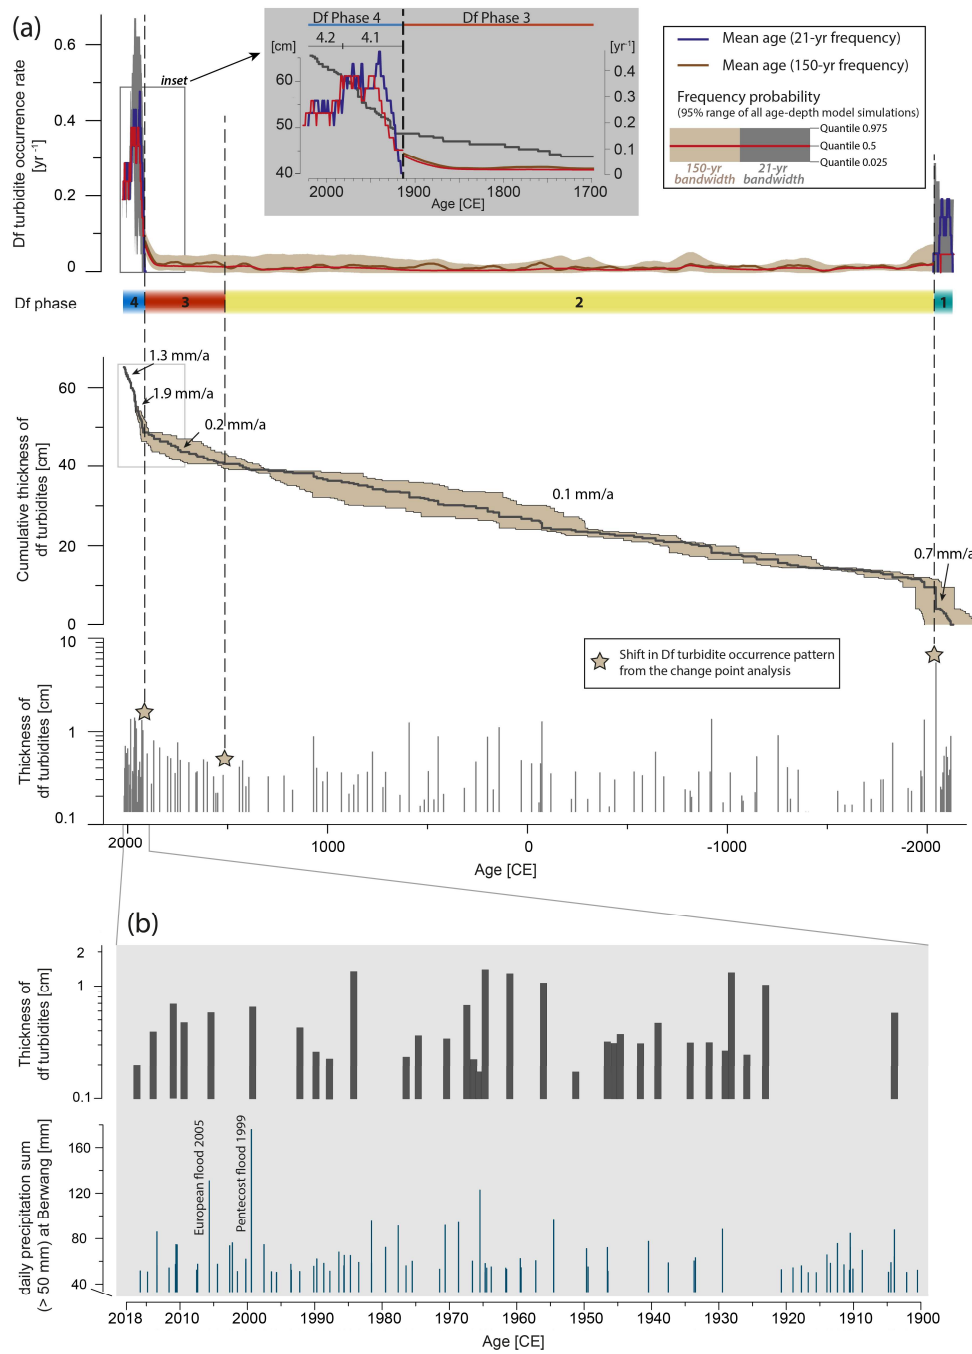 (a)
Df turbidite occurrence rate
[yr⁻¹]
0.6
0.4
0.2
0
inset
Df Phase 4
Df Phase 3
4.2
4.1
[cm]
[yr⁻¹]
60
50
40
0.4
0.3
0.2
0.1
0
2000
1900
1800
1700
Age [CE]
Mean age (21-yr frequency)
Mean age (150-yr frequency)
Frequency probability
(95% range of all age-depth model simulations)
Quantile 0.975
Quantile 0.5
Quantile 0.025
150-yr
bandwidth
21-yr
bandwidth
Df phase
4
3
2
1
Cumulative thickness of
df turbidites [cm]
60
40
20
0
1.3 mm/a
1.9 mm/a
0.2 mm/a
0.1 mm/a
0.7 mm/a
Shift in Df turbidite occurrence pattern
from the change point analysis
Thickness of
df turbidites [cm]
10
1
0.1
2000
1000
0
-1000
-2000
Age [CE]
(b)
Thickness of
df turbidites [cm]
2
1
0.1
daily precipitation sum
(> 50 mm) at Berwang [mm]
160
120
80
40
European flood 2005
Pentecost flood 1999
2018
2010
2000
1990
1980
1970
1960
1950
1940
1930
1920
1910
1900
Age [CE]